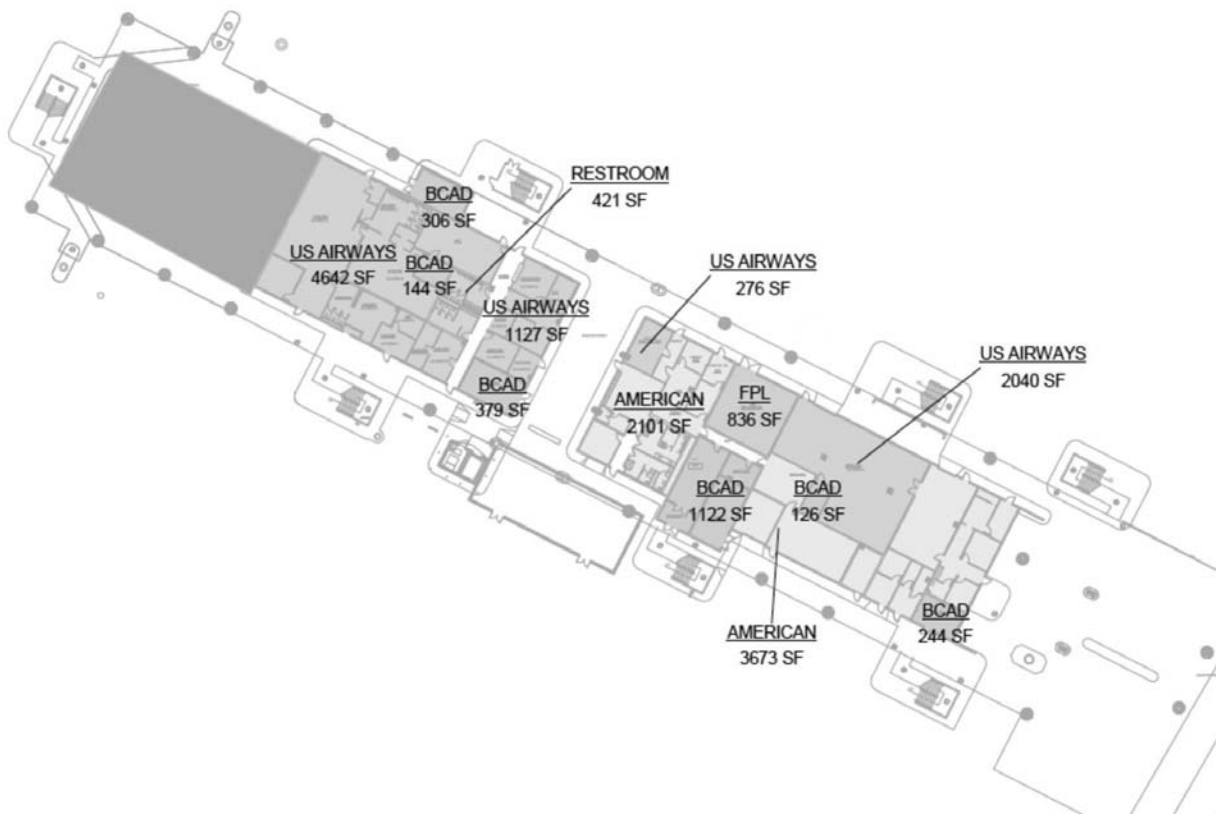 RESTROOM
421 SF
BCAD
306 SF
US AIRWAYS
4642 SF
BCAD
144 SF
US AIRWAYS
1127 SF
BCAD
379 SF
US AIRWAYS
276 SF
US AIRWAYS
2040 SF
AMERICAN
2101 SF
FPL
836 SF
BCAD
1122 SF
BCAD
126 SF
AMERICAN
3673 SF
BCAD
244 SF